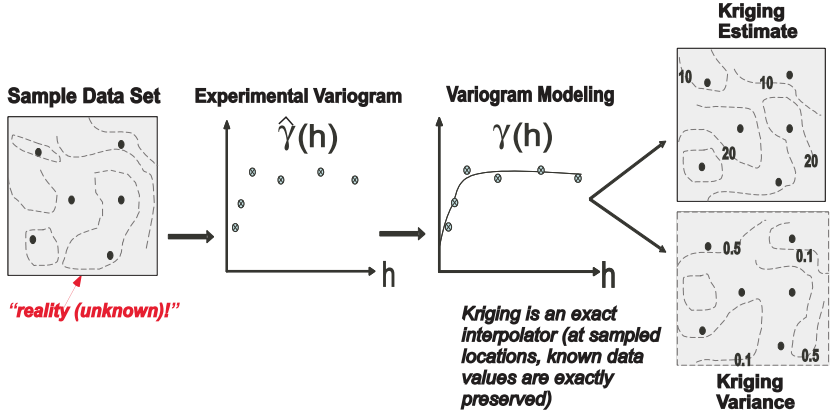 Kriging
Estimate
Sample Data Set
Experimental Variogram
Variogram Modeling
γ̂(h)
γ(h)
10
10
20
20
h
h
"reality (unknown)!"
Kriging is an exact
interpolator (at sampled
locations, known data
values are exactly
preserved)
0.5
0.1
0.1
0.5
Kriging
Variance